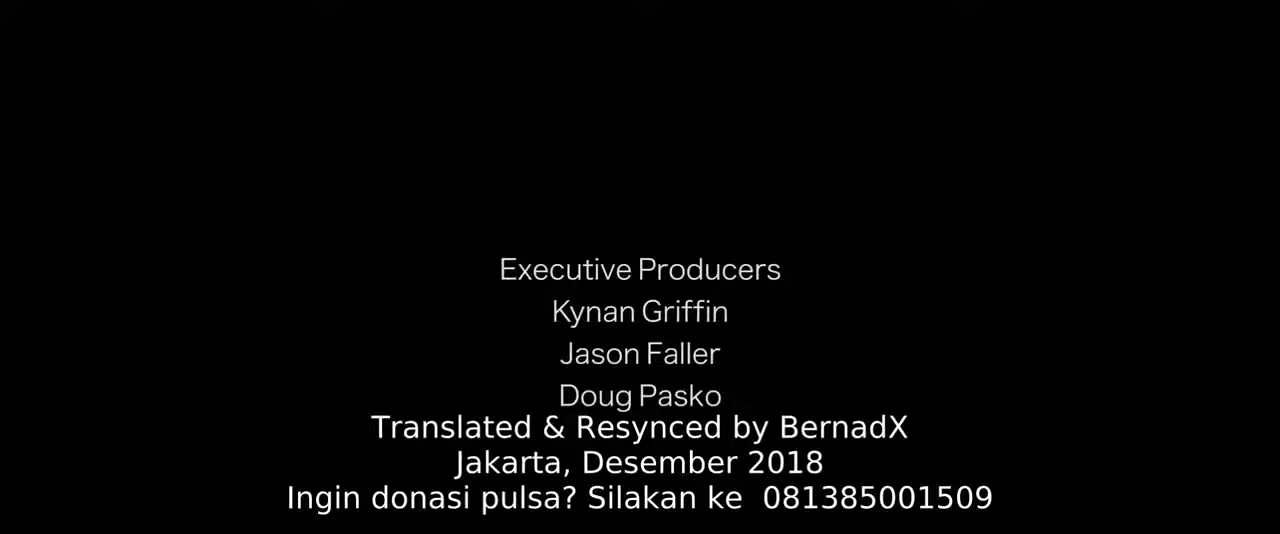 Executive Producers
Kynan Griffin
Jason Faller
Doug Pasko
Translated & Resynced by BernadX
Jakarta, Desember 2018
Ingin donasi pulsa? Silakan ke  081385001509